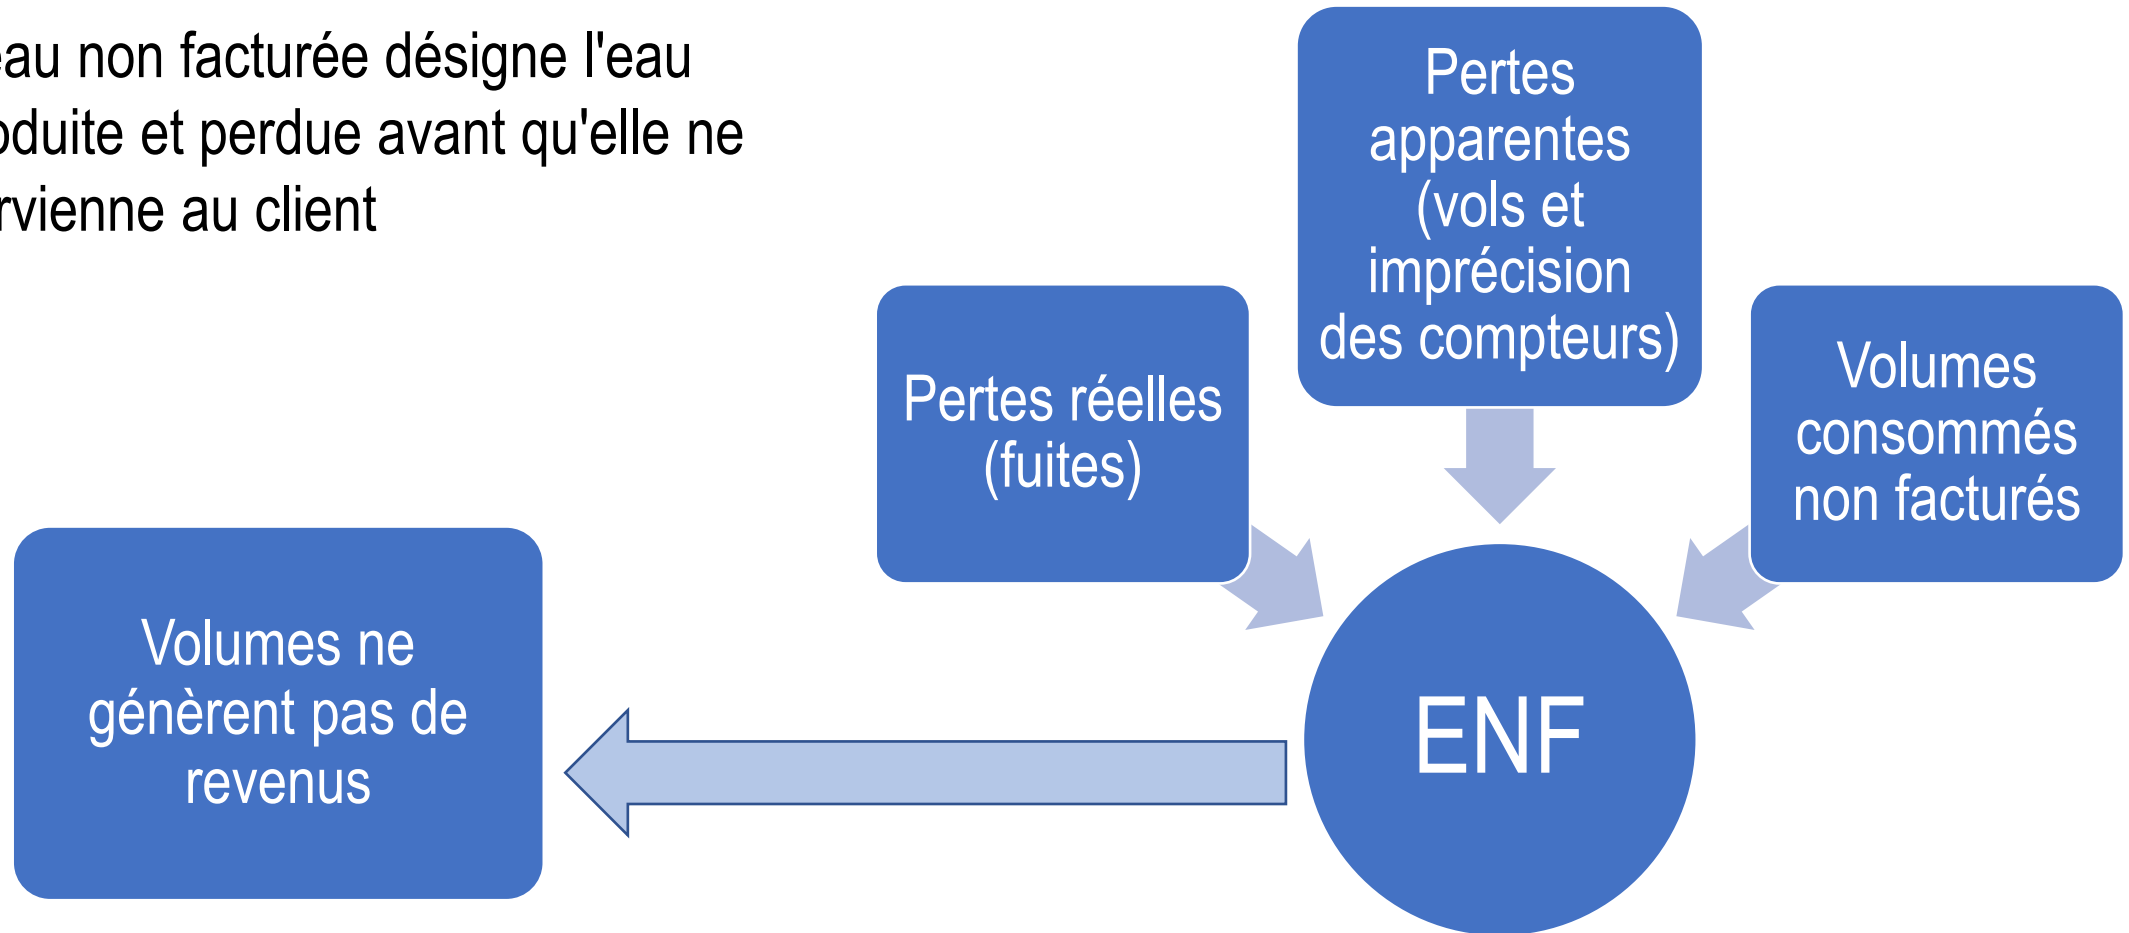 eau non facturée désigne l'eau
oduite et perdue avant qu'elle ne
rvienne au client
Pertes
apparentes
(vols et
imprécision
des compteurs)
Pertes réelles
(fuites)
Volumes
consommés
non facturés
Volumes ne
génèrent pas de
revenus
ENF